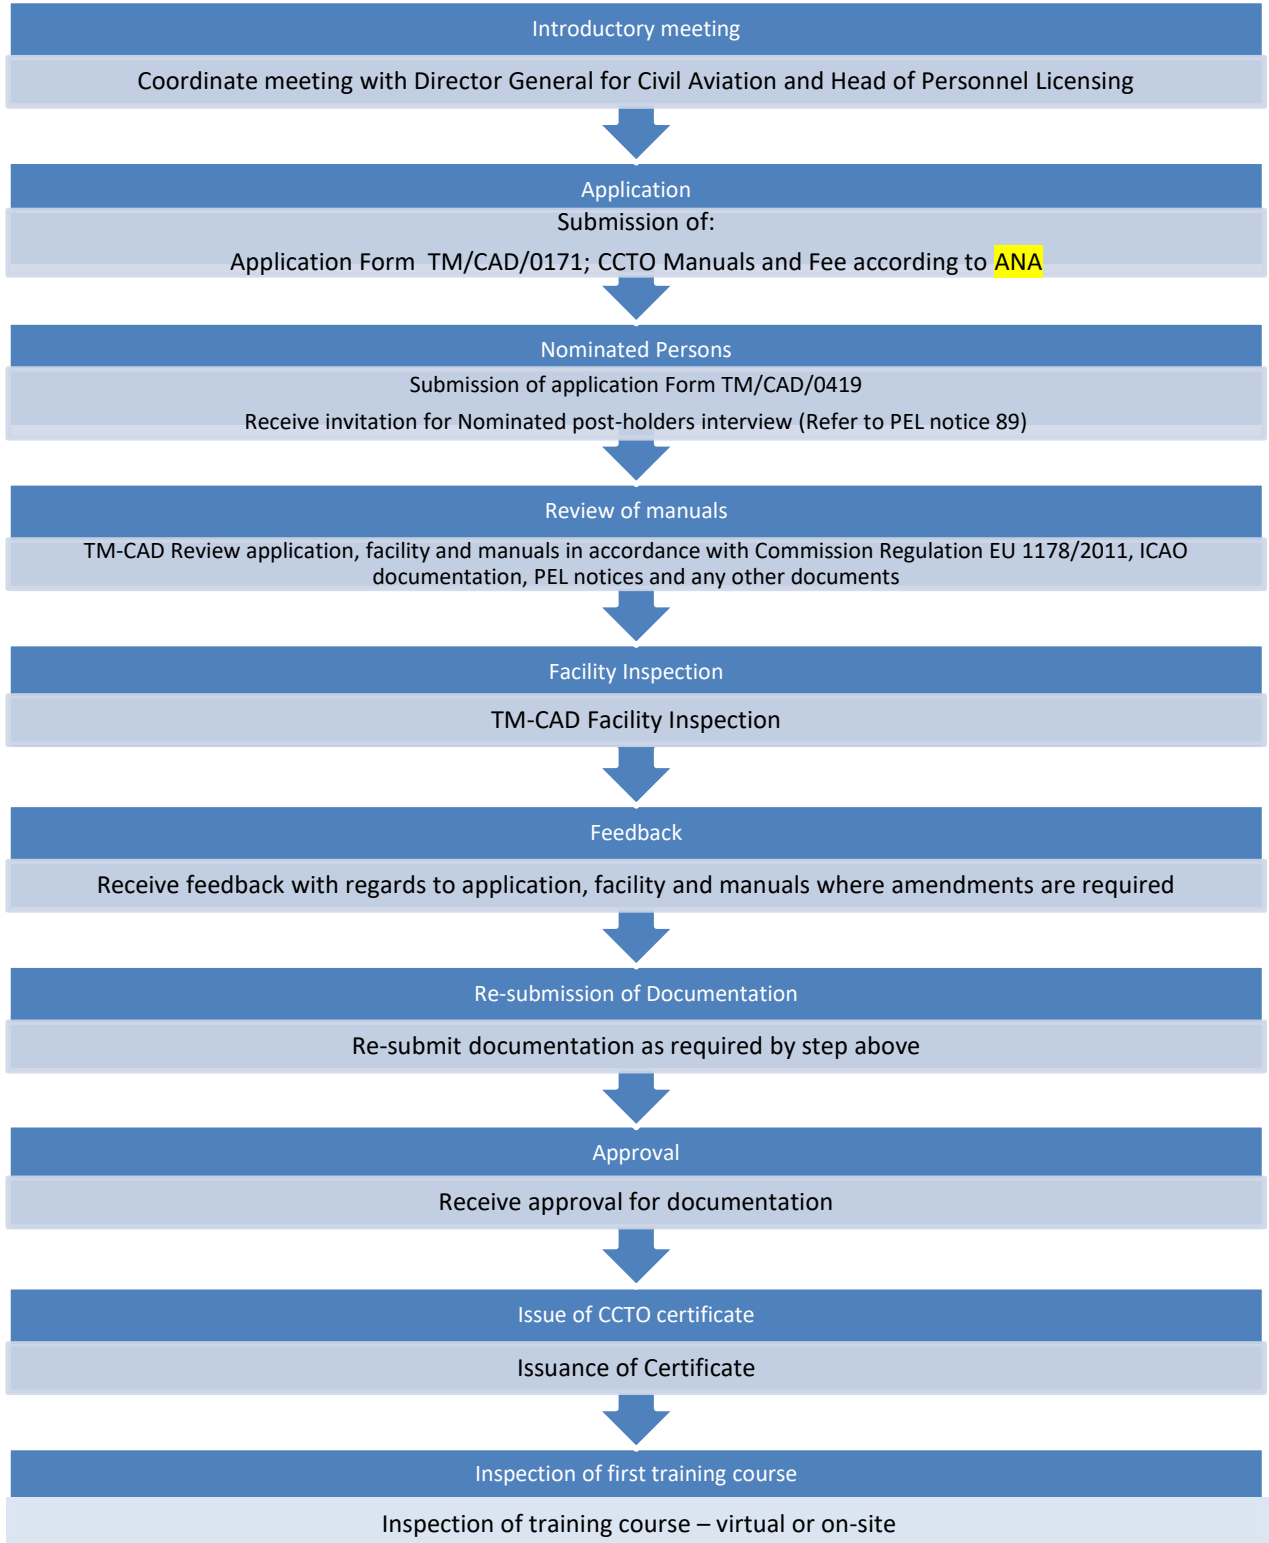 Introductory meeting
Coordinate meeting with Director General for Civil Aviation and Head of Personnel Licensing
Application
Submission of:
Application Form  TM/CAD/0171; CCTO Manuals and Fee according to ANA
Nominated Persons
Submission of application Form TM/CAD/0419
Receive invitation for Nominated post-holders interview (Refer to PEL notice 89)
Review of manuals
TM-CAD Review application, facility and manuals in accordance with Commission Regulation EU 1178/2011, ICAO
documentation, PEL notices and any other documents
Facility Inspection
TM-CAD Facility Inspection
Feedback
Receive feedback with regards to application, facility and manuals where amendments are required
Re-submission of Documentation
Re-submit documentation as required by step above
Approval
Receive approval for documentation
Issue of CCTO certificate
Issuance of Certificate
Inspection of first training course
Inspection of training course – virtual or on-site